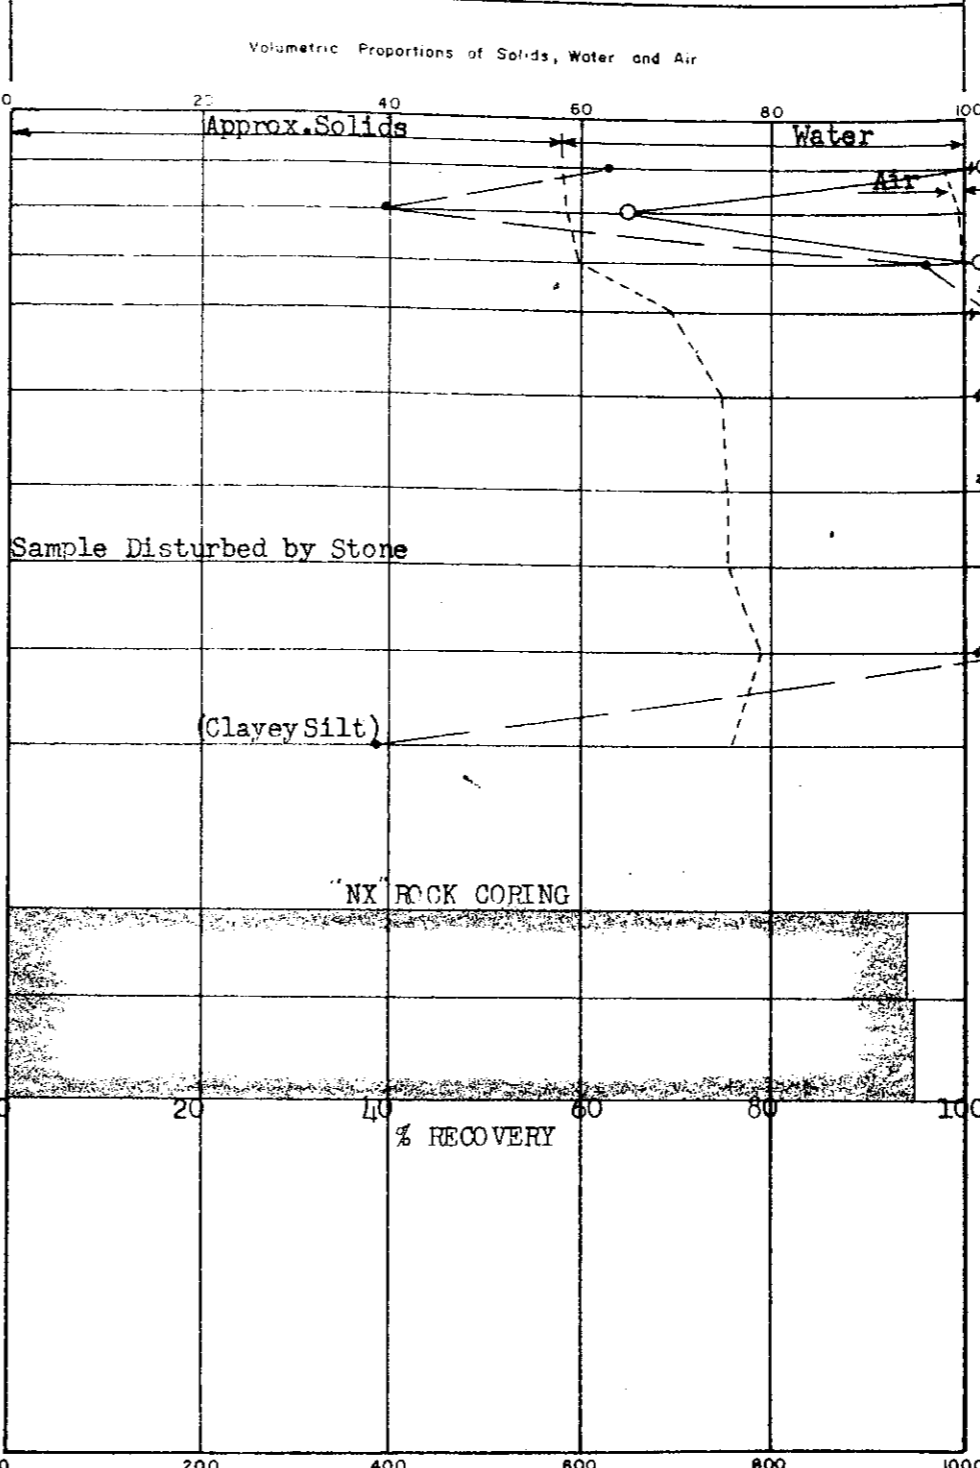 Volumetric Proportions of Solids, Water and Air
0 20 40 60 80 100
Approx.Solids Water
Air
Sample Disturbed by Stone
(Clayey Silt)
"NX" ROCK CORING
0 20 40 60 80 100
% RECOVERY
0 200 400 600 800 1000